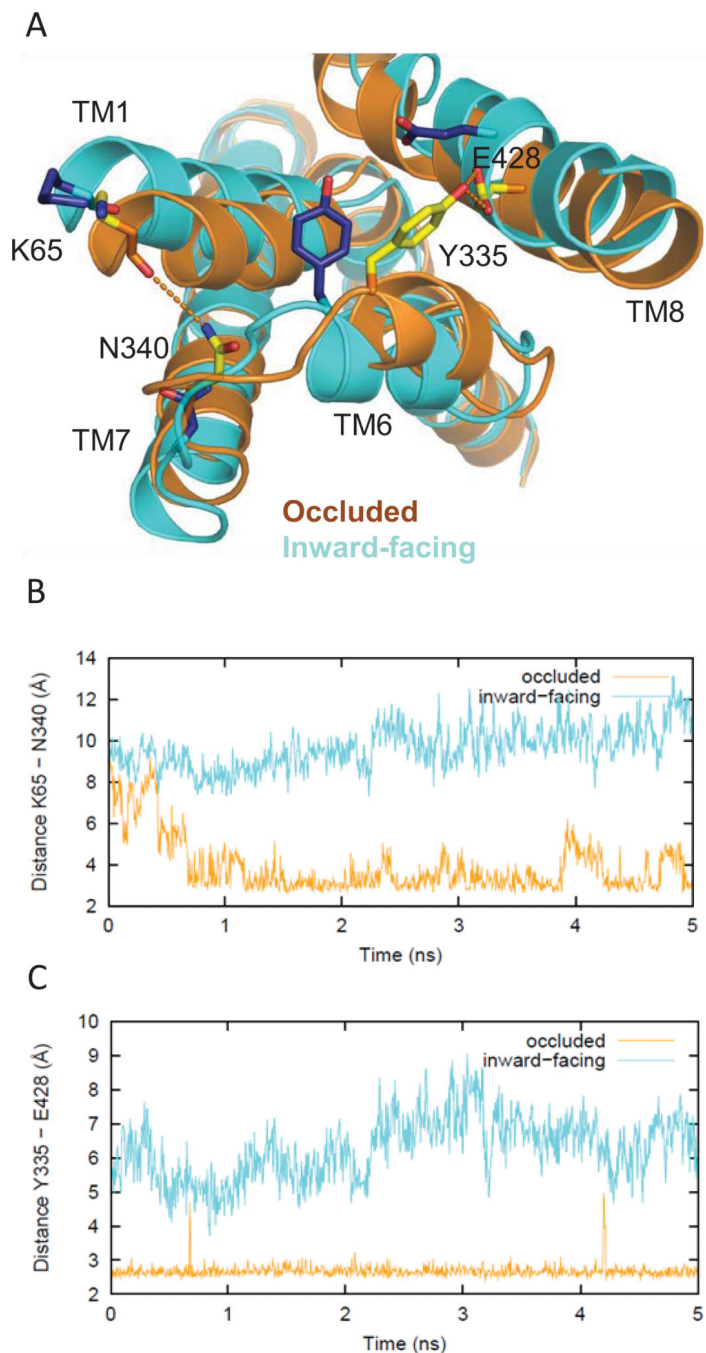 A
TM1
E428
K65
Y335
TM8
N340
TM7
TM6
Occluded
Inward-facing
B
14
12
10
8
6
4
2
Distance K65 − N340 (Å)
occluded
inward−facing
0 1 2 3 4 5
Time (ns)
C
10
9
8
7
6
5
4
3
2
Distance Y335 − E428 (Å)
occluded
inward−facing
0 1 2 3 4 5
Time (ns)